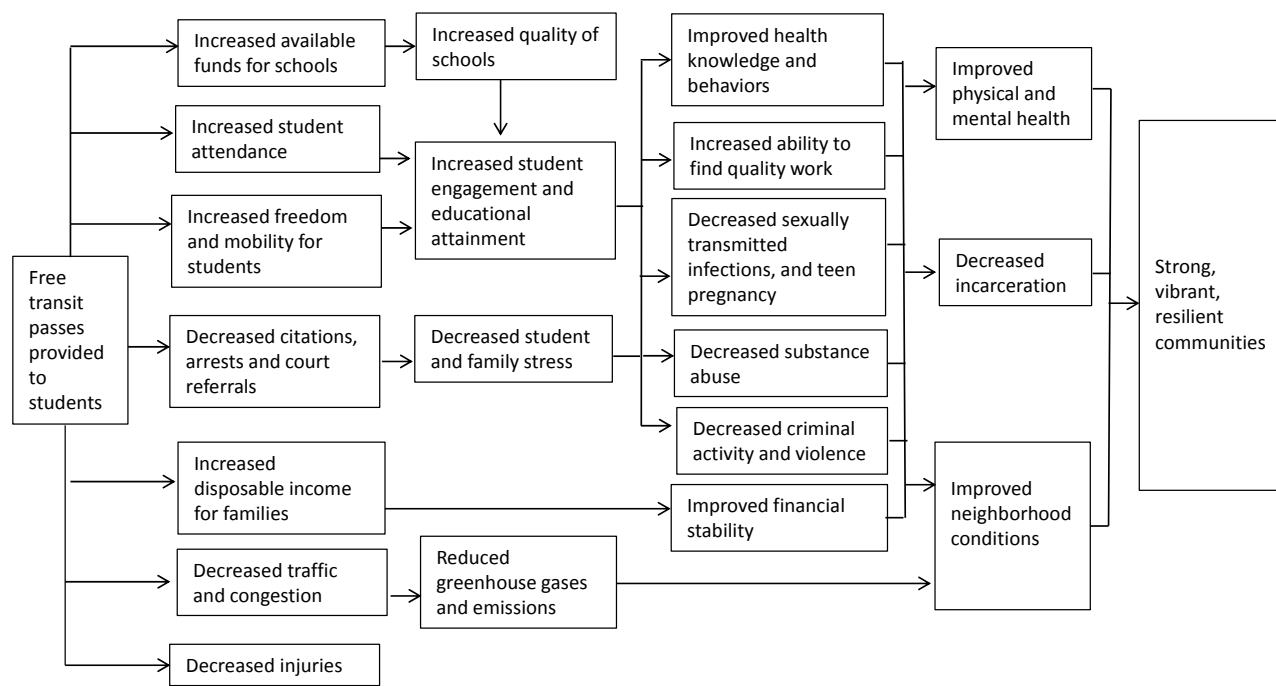 Free
transit
passes
provided
to
students
Increased available
funds for schools
Increased student
attendance
Increased freedom
and mobility for
students
Decreased citations,
arrests and court
referrals
Increased
disposable income
for families
Decreased traffic
and congestion
Decreased injuries
Increased quality of
schools
Increased student
engagement and
educational
attainment
Decreased student
and family stress
Reduced
greenhouse gases
and emissions
Improved health
knowledge and
behaviors
Increased ability to
find quality work
Decreased sexually
transmitted
infections, and teen
pregnancy
Decreased substance
abuse
Decreased criminal
activity and violence
Improved financial
stability
Improved
physical and
mental health
Decreased
incarceration
Improved
neighborhood
conditions
Strong,
vibrant,
resilient
communities